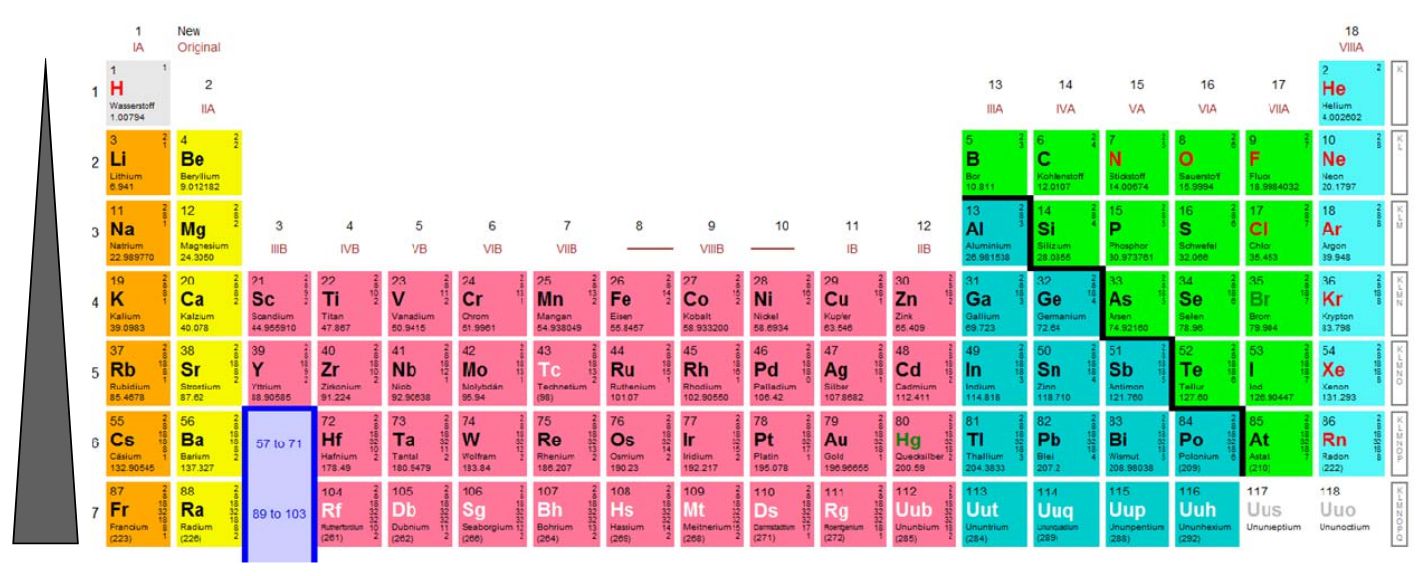 1 New 18
IA Original VIIIA
1 H Wasserstoff 1.00794
2 IIA
13 14 15 16 17
IIIA IVA VA VIA VIIA
2 He Helium 4.002602
K
1
2
3 Li Lithium 6.941
4 Be Beryllium 9.012182
5 B Bor 10.811
6 C Kohlenstoff 12.0107
7 N Stickstoff 14.00674
8 O Sauerstoff 15.9994
9 F Fluor 18.9984032
10 Ne Neon 20.1797
K L
3
11 Na Natrium 22.989770
12 Mg Magnesium 24.3050
3 4 5 6 7 8 9 10 11 12
IIIB IVB VB VIB VIIB VIIIB IB IIB
13 Al Aluminium 26.981538
14 Si Silizium 28.0855
15 P Phosphor 30.973761
16 S Schwefel 32.066
17 Cl Chlor 35.453
18 Ar Argon 39.948
K L M
4
19 K Kalium 39.0983
20 Ca Kalzium 40.078
21 Sc Scandium 44.955910
22 Ti Titan 47.867
23 V Vanadium 50.9415
24 Cr Chrom 51.9961
25 Mn Mangan 54.938049
26 Fe Eisen 55.8457
27 Co Kobalt 58.933200
28 Ni Nickel 58.6934
29 Cu Kupfer 63.546
30 Zn Zink 65.409
31 Ga Gallium 69.723
32 Ge Germanium 72.64
33 As Arsen 74.92160
34 Se Selen 78.96
35 Br Brom 79.904
36 Kr Krypton 83.798
K L M N
5
37 Rb Rubidium 85.4678
38 Sr Strontium 87.62
39 Y Yttrium 88.90585
40 Zr Zirkonium 91.224
41 Nb Niob 92.90638
42 Mo Molybdän 95.94
43 Tc Technetium (98)
44 Ru Ruthenium 101.07
45 Rh Rhodium 102.90550
46 Pd Palladium 106.42
47 Ag Silber 107.8682
48 Cd Cadmium 112.411
49 In Indium 114.818
50 Sn Zinn 118.710
51 Sb Antimon 121.760
52 Te Tellur 127.60
53 I Iod 126.90447
54 Xe Xenon 131.293
K L M N O
6
55 Cs Cäsium 132.90545
56 Ba Barium 137.327
57 to 71
72 Hf Hafnium 178.49
73 Ta Tantal 180.9479
74 W Wolfram 183.84
75 Re Rhenium 186.207
76 Os Osmium 190.23
77 Ir Iridium 192.217
78 Pt Platin 195.078
79 Au Gold 196.96655
80 Hg Quecksilber 200.59
81 Tl Thallium 204.3833
82 Pb Blei 207.2
83 Bi Wismut 208.98038
84 Po Polonium (209)
85 At Astat (210)
86 Rn Radon (222)
K L M N O P
7
87 Fr Francium (223)
88 Ra Radium (226)
89 to 103
104 Rf Rutherfordium (261)
105 Db Dubnium (262)
106 Sg Seaborgium (266)
107 Bh Bohrium (264)
108 Hs Hassium (269)
109 Mt Meitnerium (268)
110 Ds Darmstadtium (271)
111 Rg Roentgenium (272)
112 Uub Ununbium (285)
113 Uut Ununtrium (284)
114 Uuq Ununquadium (289)
115 Uup Ununpentium (288)
116 Uuh Ununhexium (292)
117 Uus Ununseptium
118 Uuo Ununoctium
K L M N O P Q